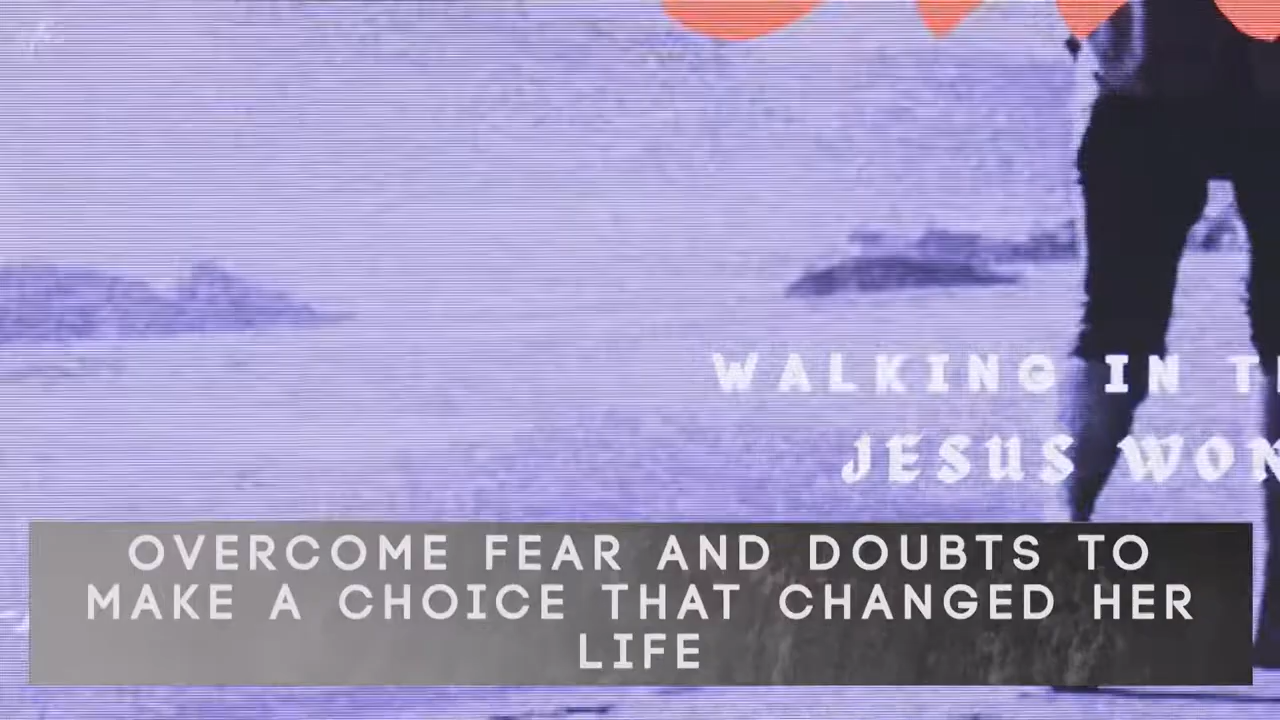 WALKING IN
JESUS
OVERCOME FEAR AND DOUBTS TO
MAKE A CHOICE THAT CHANGED HER
LIFE